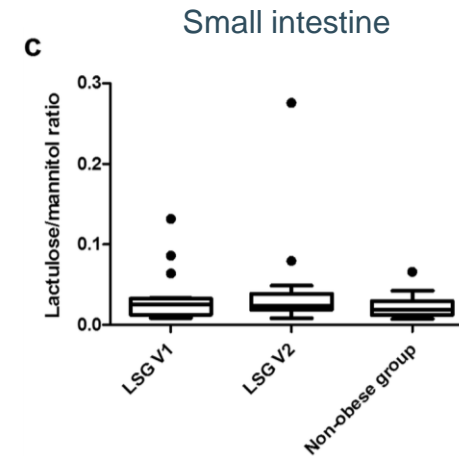 Small intestine
C
Lactulose/mannitol ratio
0.3
0.2
0.1
0.0
LSG V1
LSG V2
Non-obese group